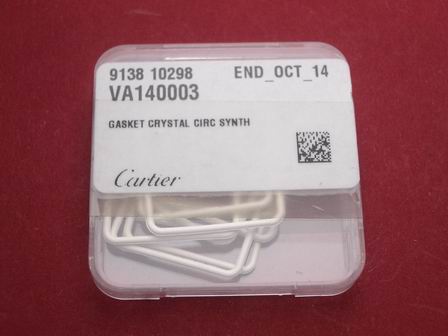 9138 10298 END_OCT_14
VA140003
GASKET CRYSTAL CIRC SYNTH
Cartier